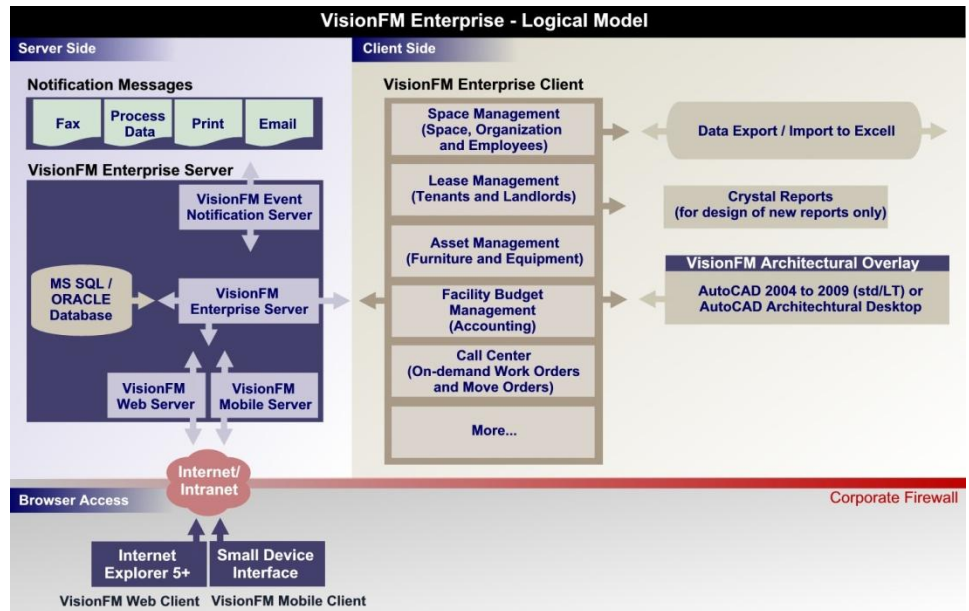 VisionFM Enterprise - Logical Model
Server Side
Client Side
Notification Messages
Fax
Process
Data
Print
Email
VisionFM Enterprise Server
VisionFM Event
Notification Server
MS SQL /
ORACLE
Database
VisionFM
Enterprise Server
VisionFM
Web Server
VisionFM
Mobile Server
VisionFM Enterprise Client
Space Management
(Space, Organization
and Employees)
Lease Management
(Tenants and Landlords)
Asset Management
(Furniture and Equipment)
Facility Budget
Management
(Accounting)
Call Center
(On-demand Work Orders
and Move Orders)
More...
Data Export / Import to Excell
Crystal Reports
(for design of new reports only)
VisionFM Architectural Overlay
AutoCAD 2004 to 2009 (std/LT) or
AutoCAD Architechtural Desktop
Internet/
Intranet
Browser Access
Corporate Firewall
Internet
Explorer 5+
Small Device
Interface
VisionFM Web Client
VisionFM Mobile Client